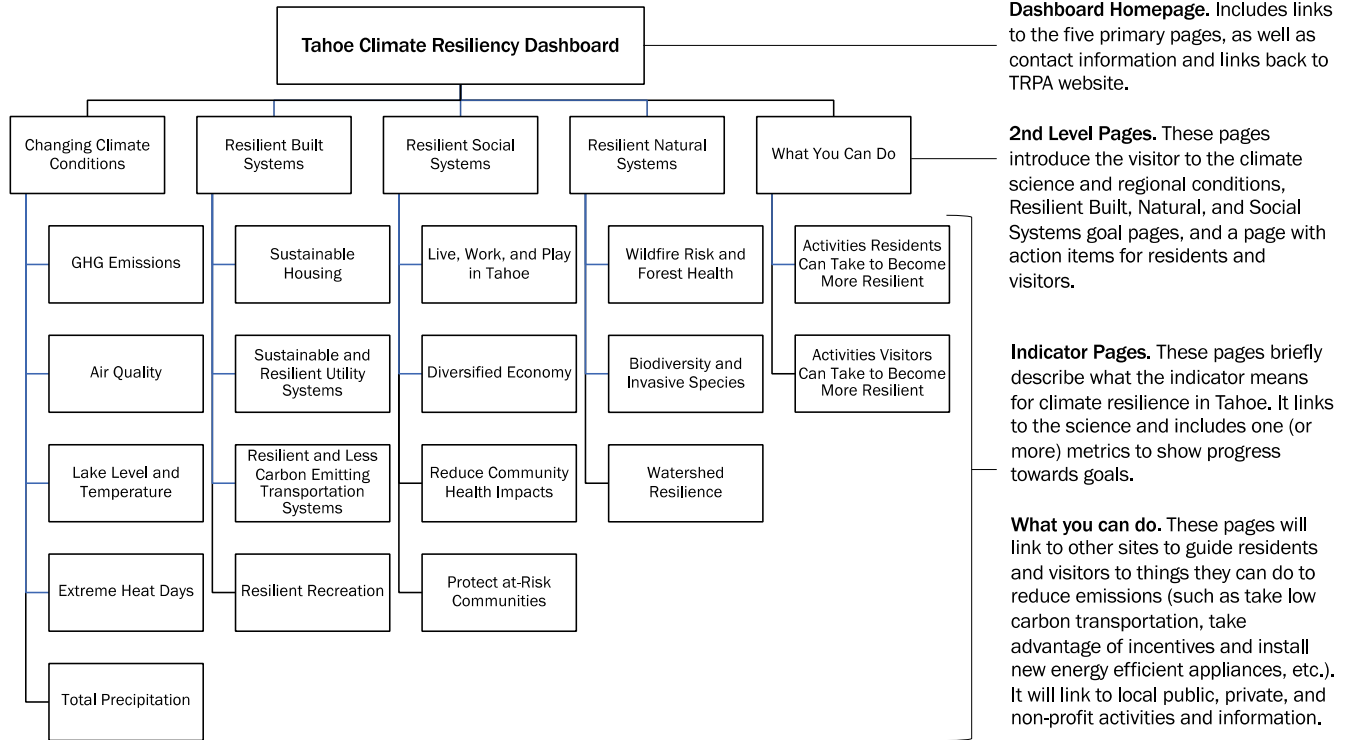 Tahoe Climate Resiliency Dashboard
Dashboard Homepage. Includes links
to the five primary pages, as well as
contact information and links back to
TRPA website.
Changing Climate
Conditions
Resilient Built
Systems
Resilient Social
Systems
Resilient Natural
Systems
What You Can Do
2nd Level Pages. These pages
introduce the visitor to the climate
science and regional conditions,
Resilient Built, Natural, and Social
Systems goal pages, and a page with
action items for residents and
visitors.
GHG Emissions
Air Quality
Lake Level and
Temperature
Extreme Heat Days
Total Precipitation
Sustainable
Housing
Sustainable and
Resilient Utility
Systems
Resilient and Less
Carbon Emitting
Transportation
Systems
Resilient Recreation
Live, Work, and Play
in Tahoe
Diversified Economy
Reduce Community
Health Impacts
Protect at-Risk
Communities
Wildfire Risk and
Forest Health
Biodiversity and
Invasive Species
Watershed
Resilience
Activities Residents
Can Take to Become
More Resilient
Activities Visitors
Can Take to Become
More Resilient
Indicator Pages. These pages briefly
describe what the indicator means
for climate resilience in Tahoe. It links
to the science and includes one (or
more) metrics to show progress
towards goals.
What you can do. These pages will
link to other sites to guide residents
and visitors to things they can do to
reduce emissions (such as take low
carbon transportation, take
advantage of incentives and install
new energy efficient appliances, etc.).
It will link to local public, private, and
non-profit activities and information.